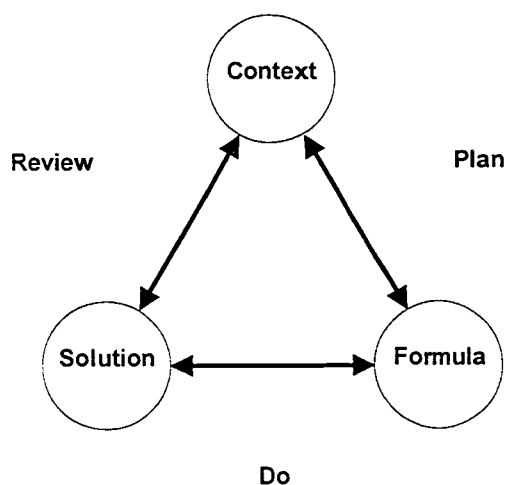 Context
Review
Plan
Solution
Formula
Do